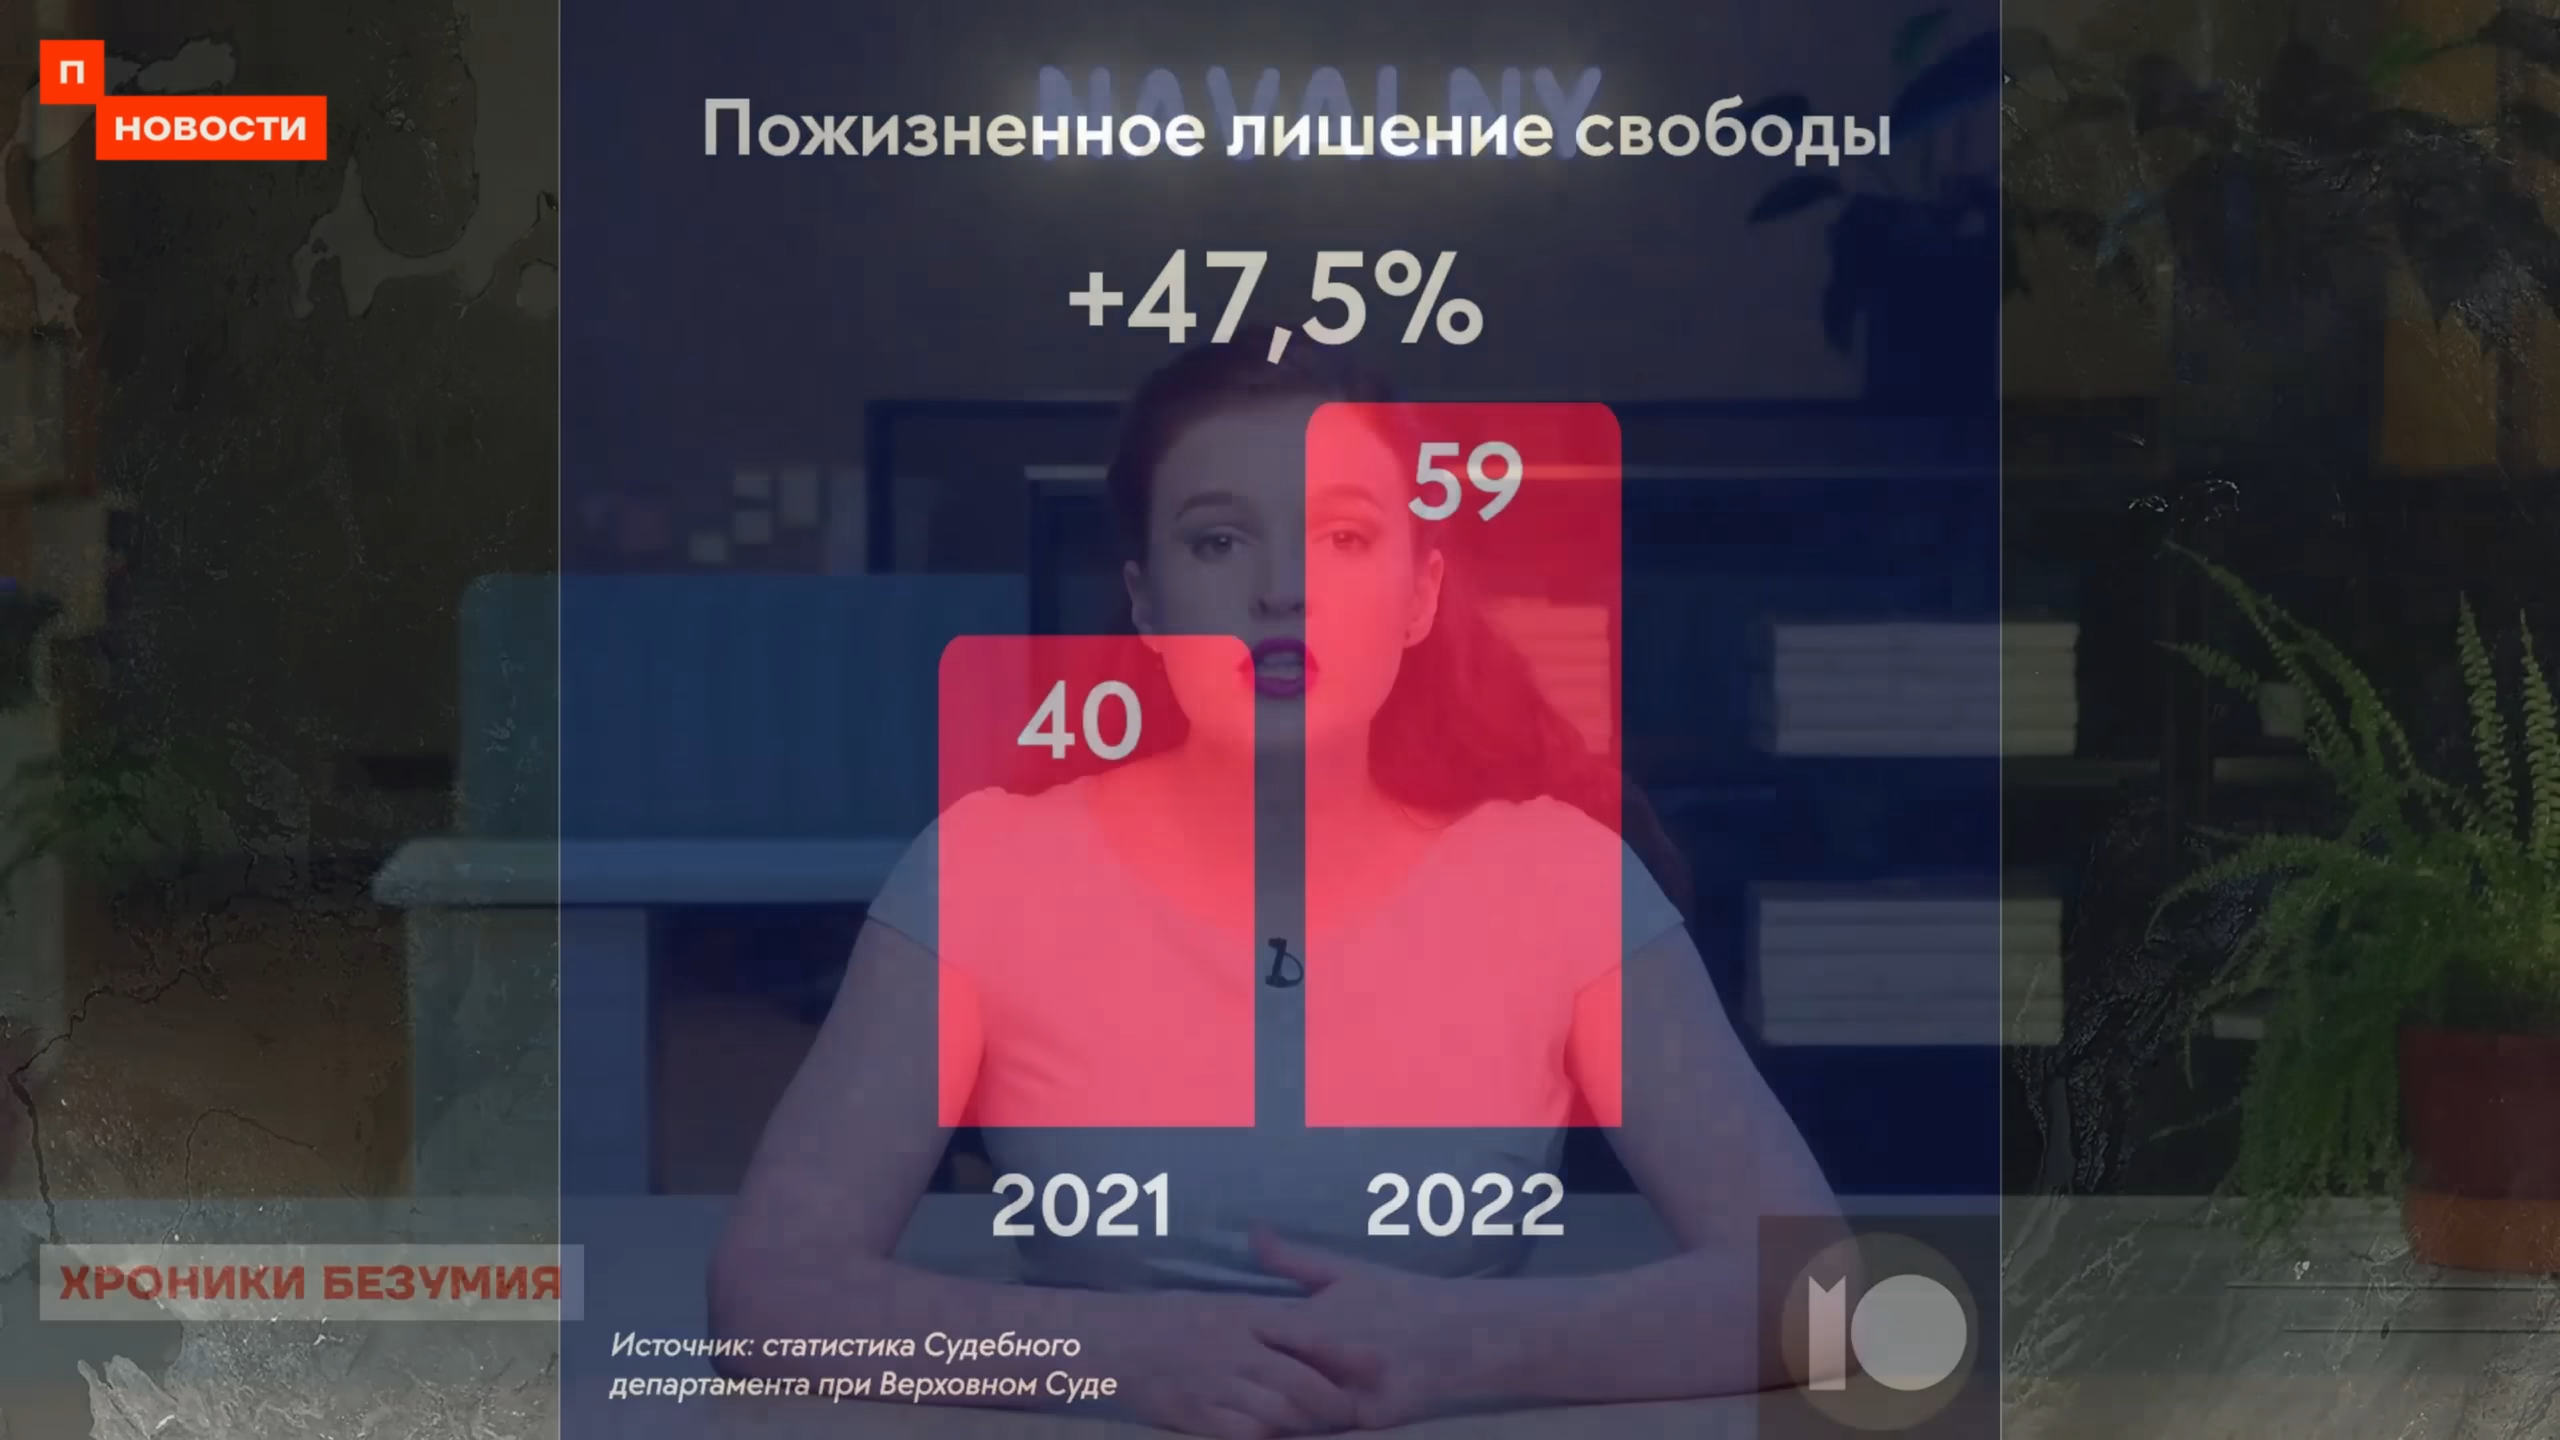 П
НОВОСТИ
NAVALNY
Пожизненное лишение свободы
+47,5%
59
40
2021
2022
ХРОНИКИ БЕЗУМИЯ
Источник: статистика Судебного
департамента при Верховном Суде